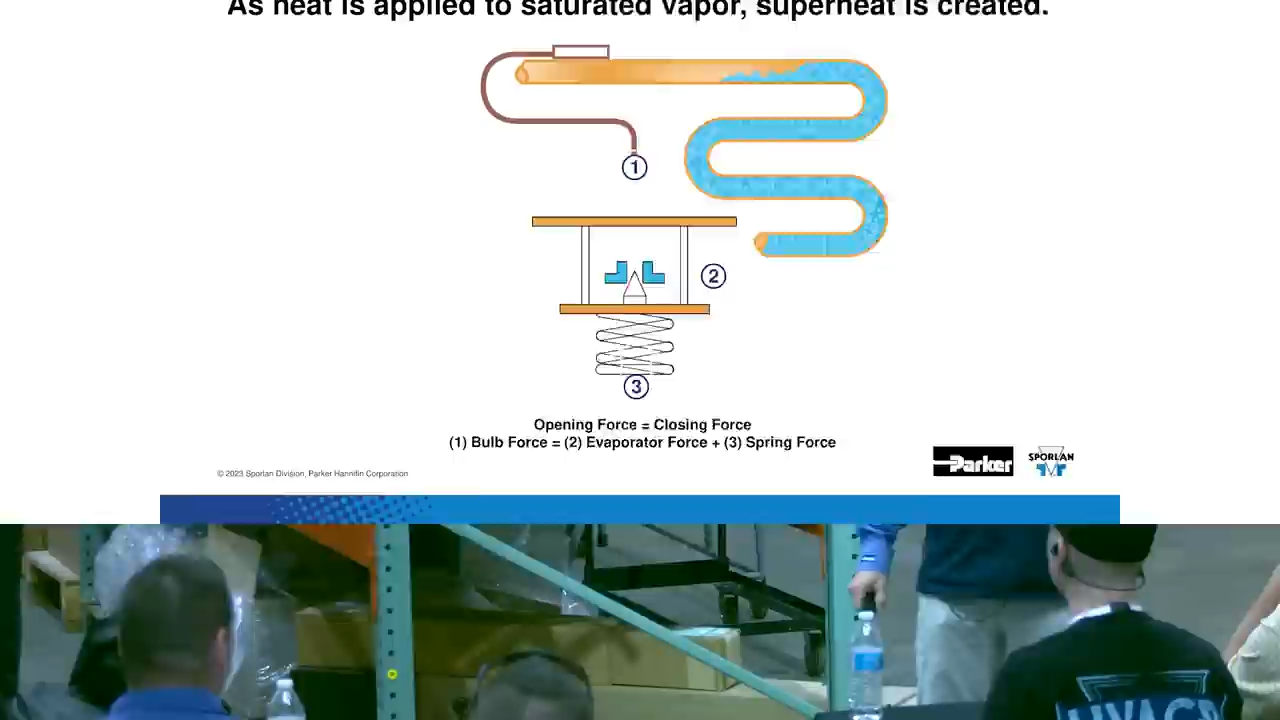 As heat is applied to saturated vapor, superheat is created.
1
2
3
Opening Force = Closing Force
(1) Bulb Force = (2) Evaporator Force + (3) Spring Force
© 2023 Sporlan Division, Parker Hannifin Corporation
Parker
SPORLAN
HVACR